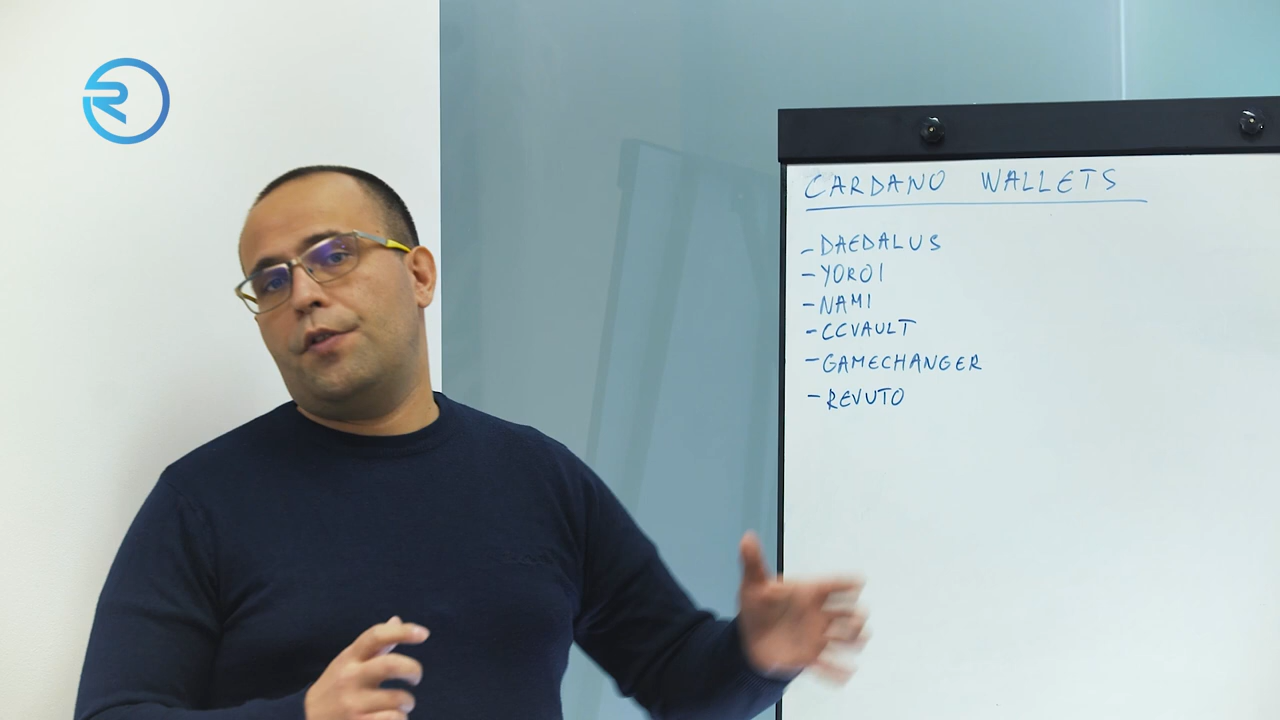 CARDANO WALLETS
- DAEDALUS
- YOROI
- NAMI
- CCVAULT
- GAMECHANGER
- REVUTO